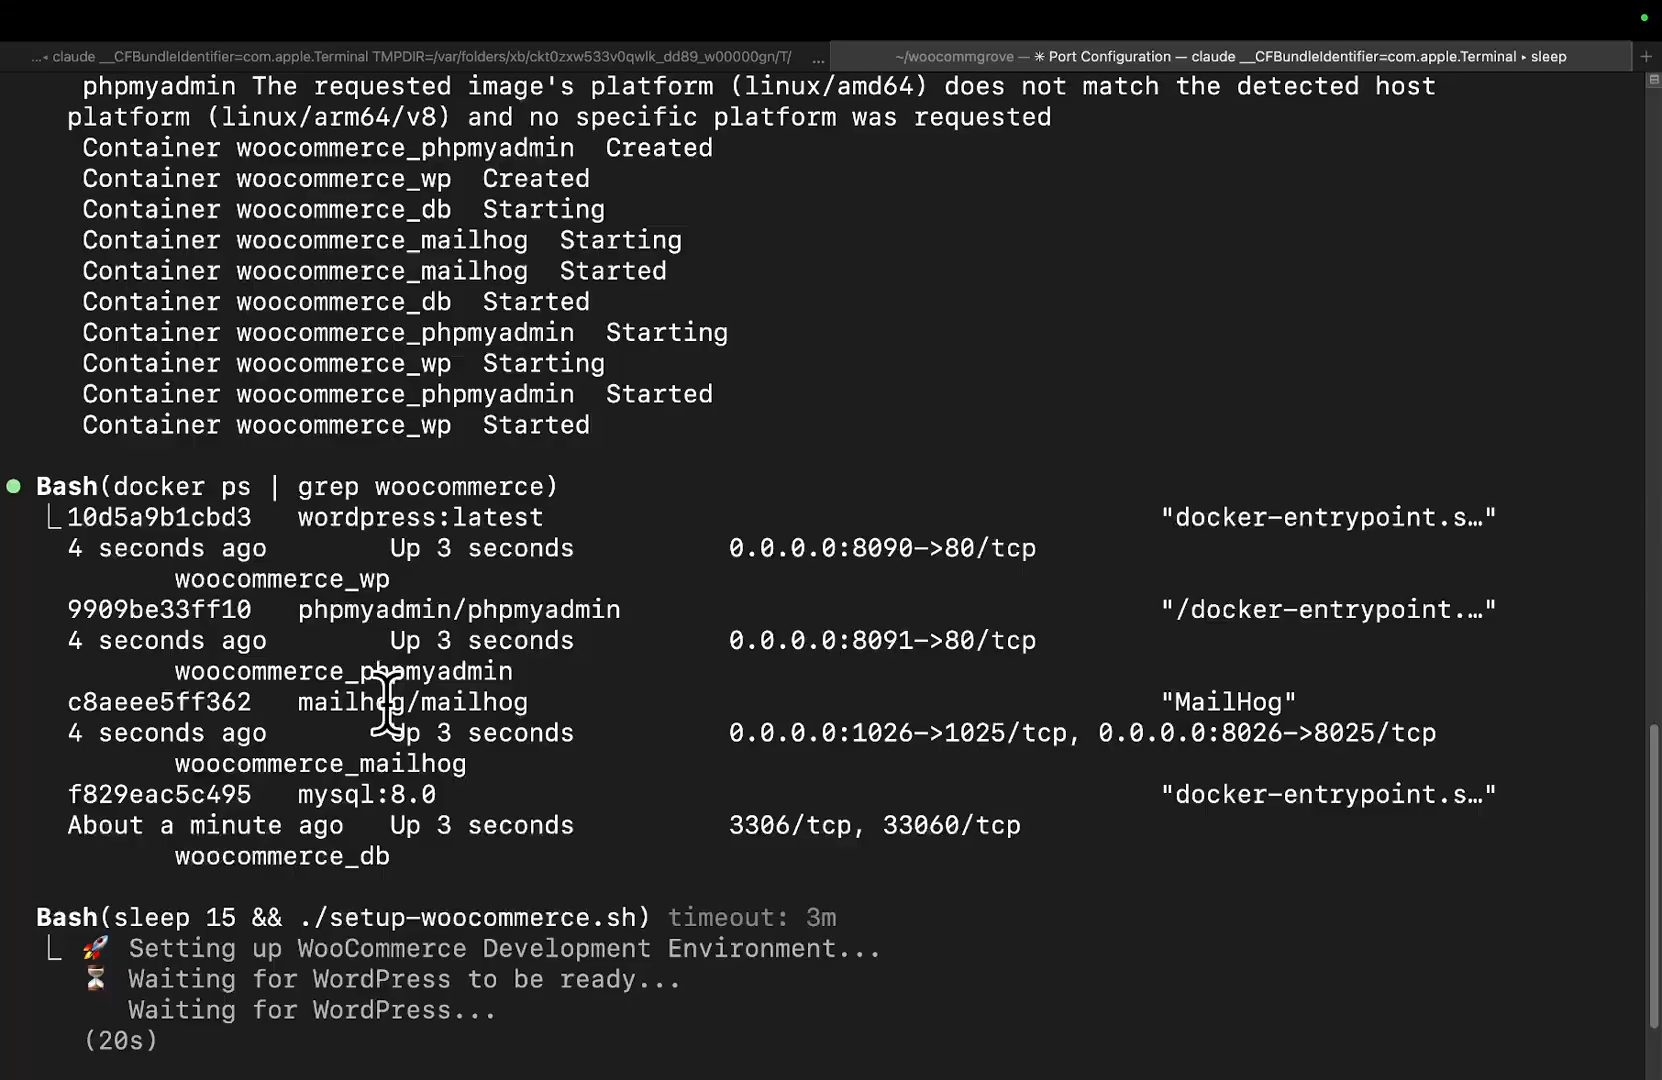 ...◂ claude __CFBundleIdentifier=com.apple.Terminal TMPDIR=/var/folders/xb/ckt0zxw533v0qwlk_dd89_w00000gn/T/ ...
~/woocommgrove — ✳ Port Configuration — claude __CFBundleIdentifier=com.apple.Terminal ▸ sleep
phpmyadmin The requested image's platform (linux/amd64) does not match the detected host
platform (linux/arm64/v8) and no specific platform was requested
Container woocommerce_phpmyadmin  Created
Container woocommerce_wp  Created
Container woocommerce_db  Starting
Container woocommerce_mailhog  Starting
Container woocommerce_mailhog  Started
Container woocommerce_db  Started
Container woocommerce_phpmyadmin  Starting
Container woocommerce_wp  Starting
Container woocommerce_phpmyadmin  Started
Container woocommerce_wp  Started
Bash(docker ps | grep woocommerce)
10d5a9b1cbd3   wordpress:latest   "docker-entrypoint.s…"
4 seconds ago   Up 3 seconds   0.0.0.0:8090->80/tcp
woocommerce_wp
9909be33ff10   phpmyadmin/phpmyadmin   "/docker-entrypoint.…"
4 seconds ago   Up 3 seconds   0.0.0.0:8091->80/tcp
woocommerce_phpmyadmin
c8aeee5ff362   mailhog/mailhog   "MailHog"
4 seconds ago   Up 3 seconds   0.0.0.0:1026->1025/tcp, 0.0.0.0:8026->8025/tcp
woocommerce_mailhog
f829eac5c495   mysql:8.0   "docker-entrypoint.s…"
About a minute ago   Up 3 seconds   3306/tcp, 33060/tcp
woocommerce_db
Bash(sleep 15 && ./setup-woocommerce.sh) timeout: 3m
🚀 Setting up WooCommerce Development Environment...
⏳ Waiting for WordPress to be ready...
Waiting for WordPress...
(20s)